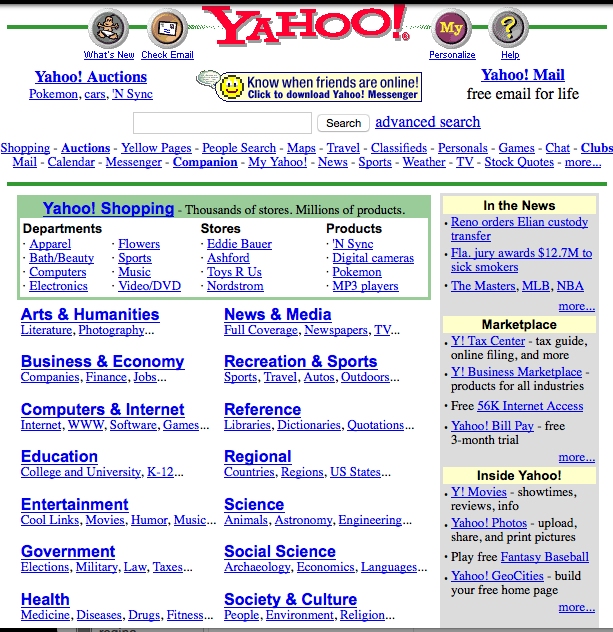 YAHOO!
My
?
What's New
Check Email
Personalize
Help
Yahoo! Auctions
Pokemon, cars, 'N Sync
Know when friends are online!
Click to download Yahoo! Messenger
Yahoo! Mail
free email for life
Search
advanced search
Shopping - Auctions - Yellow Pages - People Search - Maps - Travel - Classifieds - Personals - Games - Chat - Clubs
Mail - Calendar - Messenger - Companion - My Yahoo! - News - Sports - Weather - TV - Stock Quotes - more...
Yahoo! Shopping - Thousands of stores. Millions of products.
Departments
· Apparel
· Bath/Beauty
· Computers
· Electronics
· Flowers
· Sports
· Music
· Video/DVD
Stores
· Eddie Bauer
· Ashford
· Toys R Us
· Nordstrom
Products
· 'N Sync
· Digital cameras
· Pokemon
· MP3 players
Arts & Humanities
Literature, Photography...
News & Media
Full Coverage, Newspapers, TV...
Business & Economy
Companies, Finance, Jobs...
Recreation & Sports
Sports, Travel, Autos, Outdoors...
Computers & Internet
Internet, WWW, Software, Games...
Reference
Libraries, Dictionaries, Quotations...
Education
College and University, K-12...
Regional
Countries, Regions, US States...
Entertainment
Cool Links, Movies, Humor, Music...
Science
Animals, Astronomy, Engineering...
Government
Elections, Military, Law, Taxes...
Social Science
Archaeology, Economics, Languages...
Health
Medicine, Diseases, Drugs, Fitness...
Society & Culture
People, Environment, Religion...
In the News
· Reno orders Elian custody
transfer
· Fla. jury awards $12.7M to
sick smokers
· The Masters, MLB, NBA
more...
Marketplace
· Y! Tax Center - tax guide,
online filing, and more
· Y! Business Marketplace -
products for all industries
· Free 56K Internet Access
· Yahoo! Bill Pay - free
3-month trial
more...
Inside Yahoo!
· Y! Movies - showtimes,
reviews, info
· Yahoo! Photos - upload,
share, and print pictures
· Play free Fantasy Baseball
· Yahoo! GeoCities - build
your free home page
more...